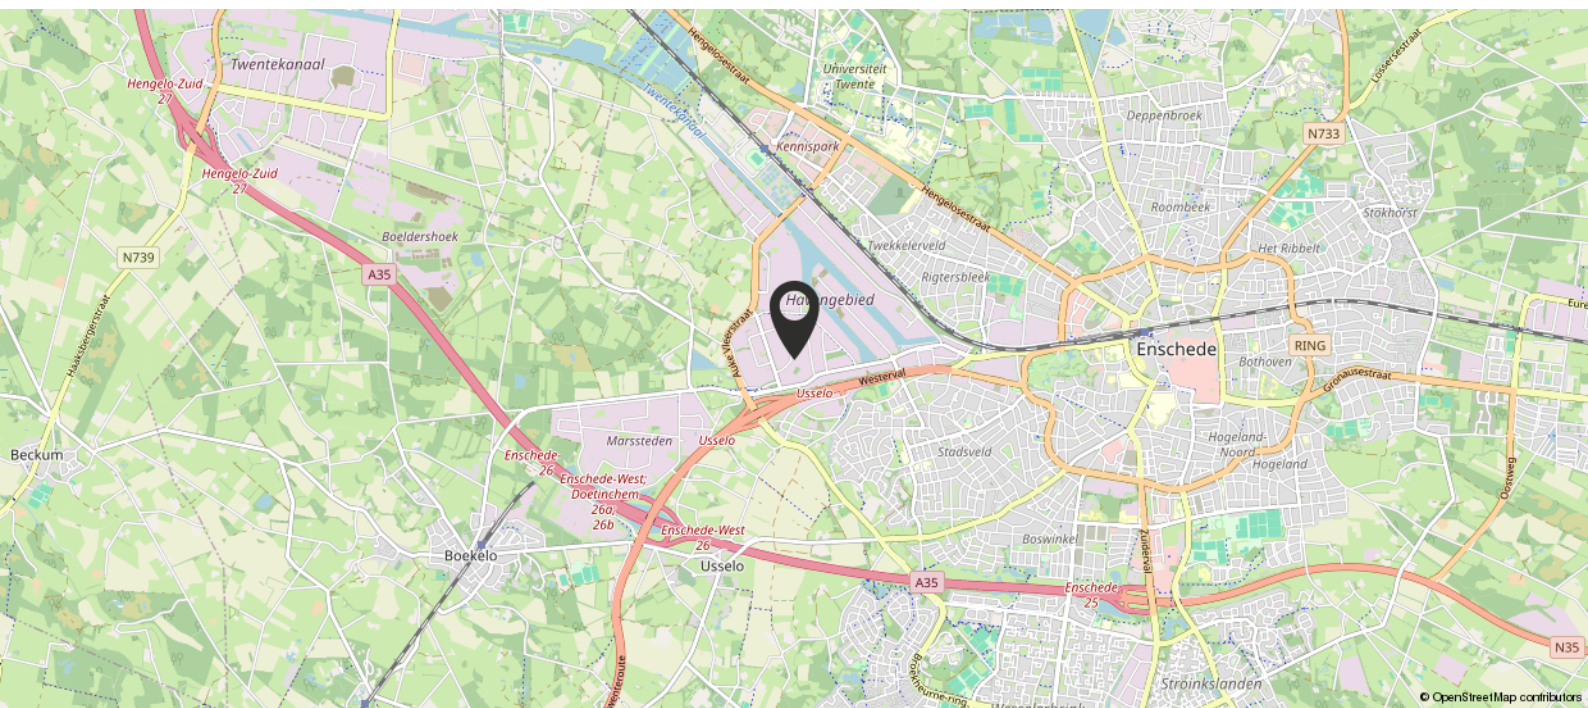 Hengelosestraat
Twentekanaal
Universiteit
Twente
Lossersestraat
Hengelo-Zuid
27
Twentekanaal
Deppenbroek
N733
Kennispark
Hengelo-Zuid
27
Hengelosestraat
Roombeek
Stokhorst
Boeldershoek
Twekkelerveld
Het Ribbelt
N739
A35
Rigtersbleek
Haaksbergerstraat
Auke Vleerstraat
Enschede
RING
Bothoven
Gronausestraat
Westerval
Usselo
Marssteden
Usselo
Hogeland-
Noord
Hogeland
Beckum
Enschede-
26
Stadsveld
Enschede-West;
Doetinchem
26a,
26b
Oostweg
Enschede-West
26
Boswinkel
Zuiderval
Boekelo
Usselo
A35
Enschede-
25
N35
Broekheurne-ring
Stroinkslanden
© OpenStreetMap contributors